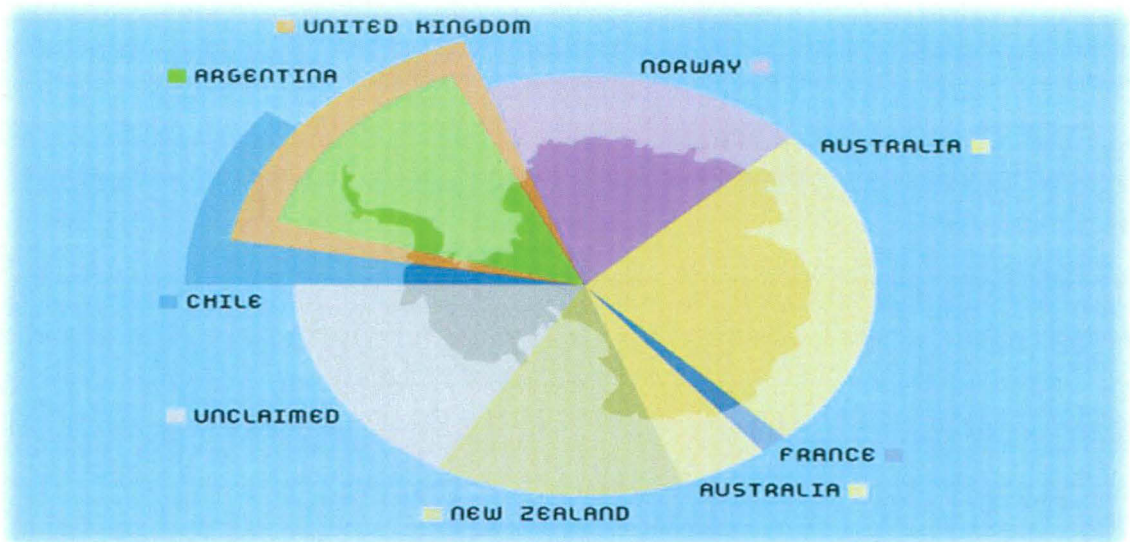 UNITED KINGDOM
ARGENTINA
NORWAY
AUSTRALIA
CHILE
UNCLAIMED
FRANCE
AUSTRALIA
NEW ZEALAND